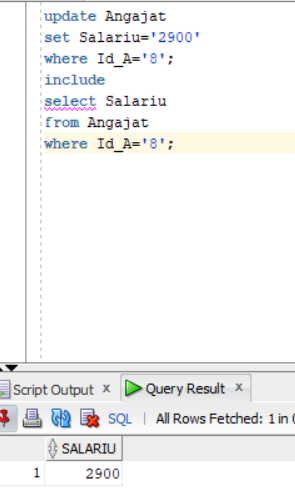 update Angajat
set Salariu='2900'
where Id_A='8';
include
select Salariu
from Angajat
where Id_A='8';
Script Output x Query Result x
SQL | All Rows Fetched: 1 in
SALARIU
1 2900